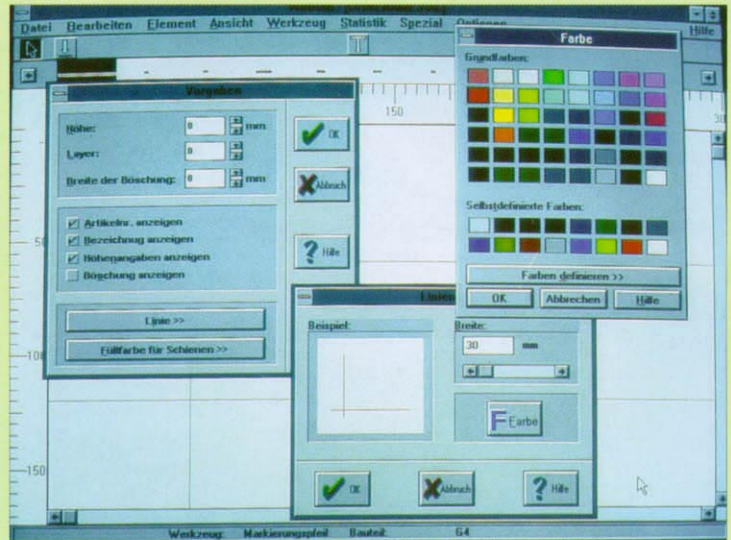 Datei Bearbeiten Element Ansicht Werkzeug Statistik Spezial Optionen
Hilfe
150
50
100
150
Vorgaben
Höhe: 0 mm
Layer: 0
Breite der Böschung: 0 mm
OK
Abbruch
Hilfe
Artikelnr. anzeigen
Bezeichnug anzeigen
Höhenangaben anzeigen
Böschung anzeigen
Linie >>
Füllfarbe für Schienen >>
Farbe
Grundfarben:
Selbstdefinierte Farben:
Farben definieren >>
OK Abbrechen Hilfe
Linien
Beispiel:
Breite:
30 mm
F Farbe
OK Abbruch Hilfe
Werkzeug: Markierungspfeil Bauteil: G4